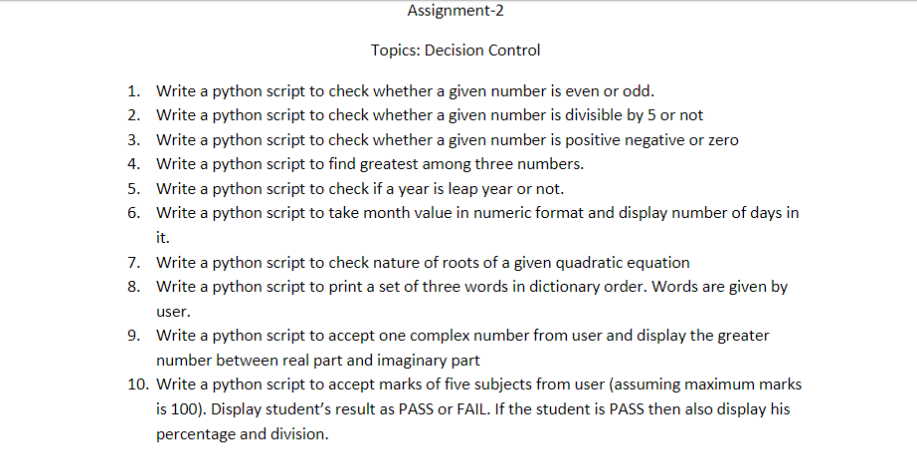 Assignment-2
Topics: Decision Control
1. Write a python script to check whether a given number is even or odd.
2. Write a python script to check whether a given number is divisible by 5 or not
3. Write a python script to check whether a given number is positive negative or zero
4. Write a python script to find greatest among three numbers.
5. Write a python script to check if a year is leap year or not.
6. Write a python script to take month value in numeric format and display number of days in
it.
7. Write a python script to check nature of roots of a given quadratic equation
8. Write a python script to print a set of three words in dictionary order. Words are given by
user.
9. Write a python script to accept one complex number from user and display the greater
number between real part and imaginary part
10. Write a python script to accept marks of five subjects from user (assuming maximum marks
is 100). Display student’s result as PASS or FAIL. If the student is PASS then also display his
percentage and division.